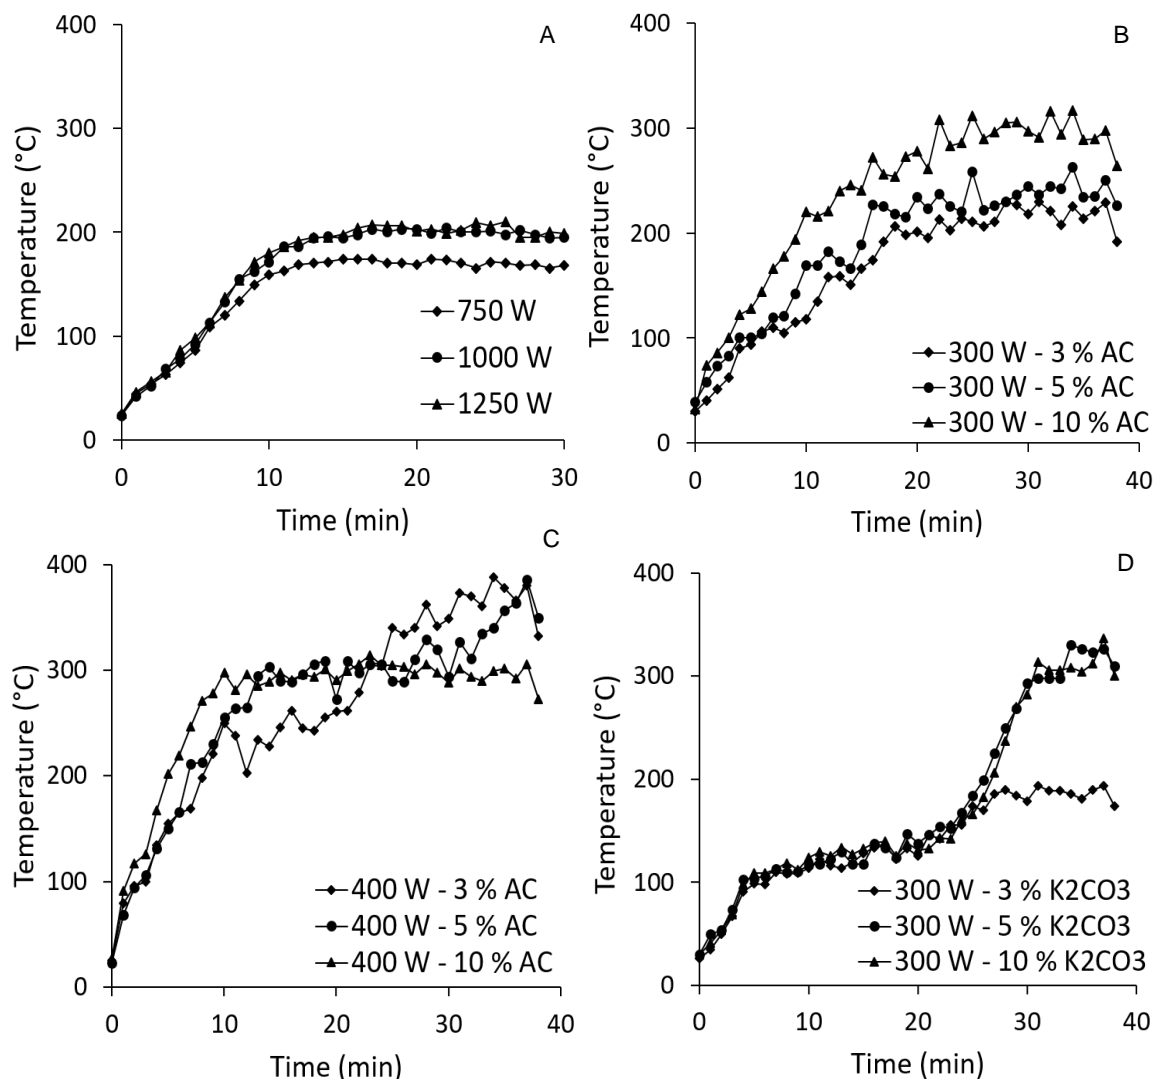 A
400
300
200
100
0
Temperature (°C)
750 W
1000 W
1250 W
0 10 20 30
Time (min)
B
400
300
200
100
0
Temperature (°C)
300 W - 3 % AC
300 W - 5 % AC
300 W - 10 % AC
0 10 20 30 40
Time (min)
C
400
300
200
100
0
Temperature (°C)
400 W - 3 % AC
400 W - 5 % AC
400 W - 10 % AC
0 10 20 30 40
Time (min)
D
400
300
200
100
0
Temperature (°C)
300 W - 3 % K2CO3
300 W - 5 % K2CO3
300 W - 10 % K2CO3
0 10 20 30 40
Time (min)